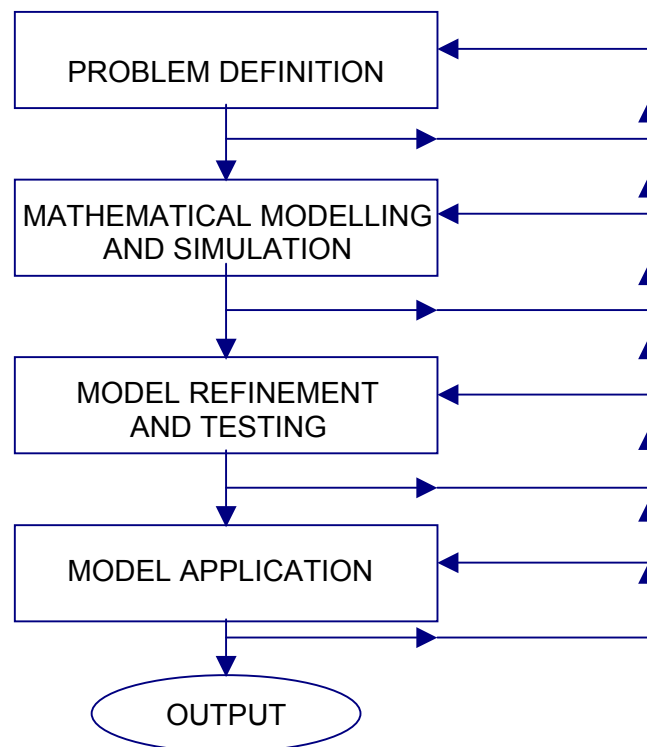 PROBLEM DEFINITION
MATHEMATICAL MODELLING
AND SIMULATION
MODEL REFINEMENT
AND TESTING
MODEL APPLICATION
OUTPUT